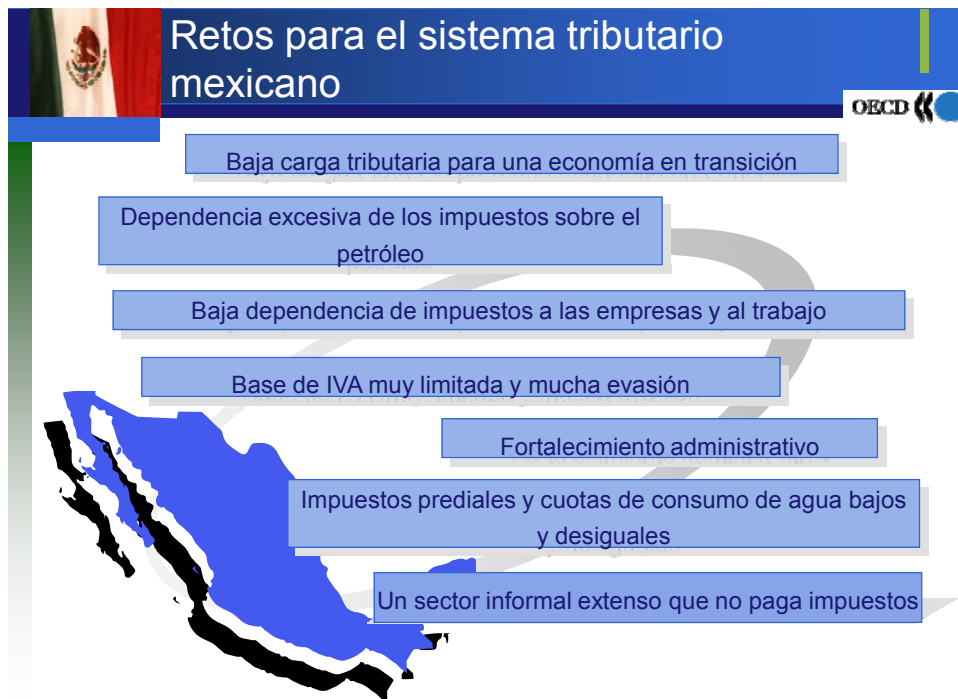 Retos para el sistema tributario
mexicano
OECD
Baja carga tributaria para una economía en transición
Dependencia excesiva de los impuestos sobre el
petróleo
Baja dependencia de impuestos a las empresas y al trabajo
Base de IVA muy limitada y mucha evasión
Fortalecimiento administrativo
Impuestos prediales y cuotas de consumo de agua bajos
y desiguales
Un sector informal extenso que no paga impuestos